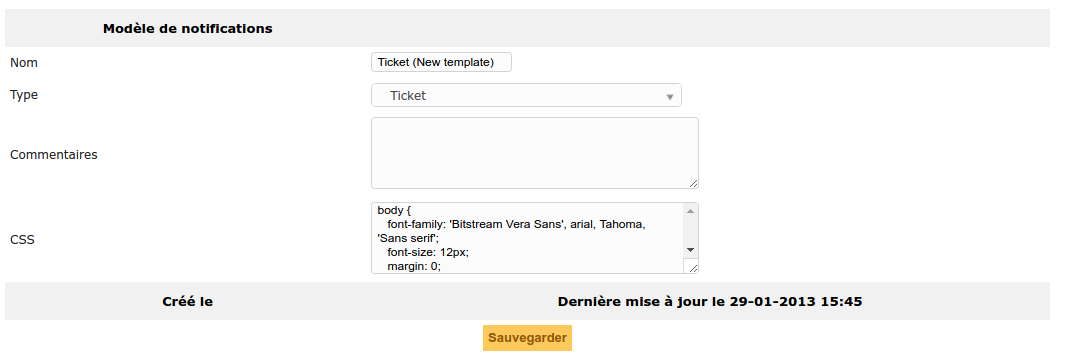 Modèle de notifications
Nom
Ticket (New template)
Type
Ticket
Commentaires
CSS
body {
font-family: 'Bitstream Vera Sans', arial, Tahoma,
'Sans serif';
font-size: 12px;
margin: 0;
Créé le
Dernière mise à jour le 29-01-2013 15:45
Sauvegarder